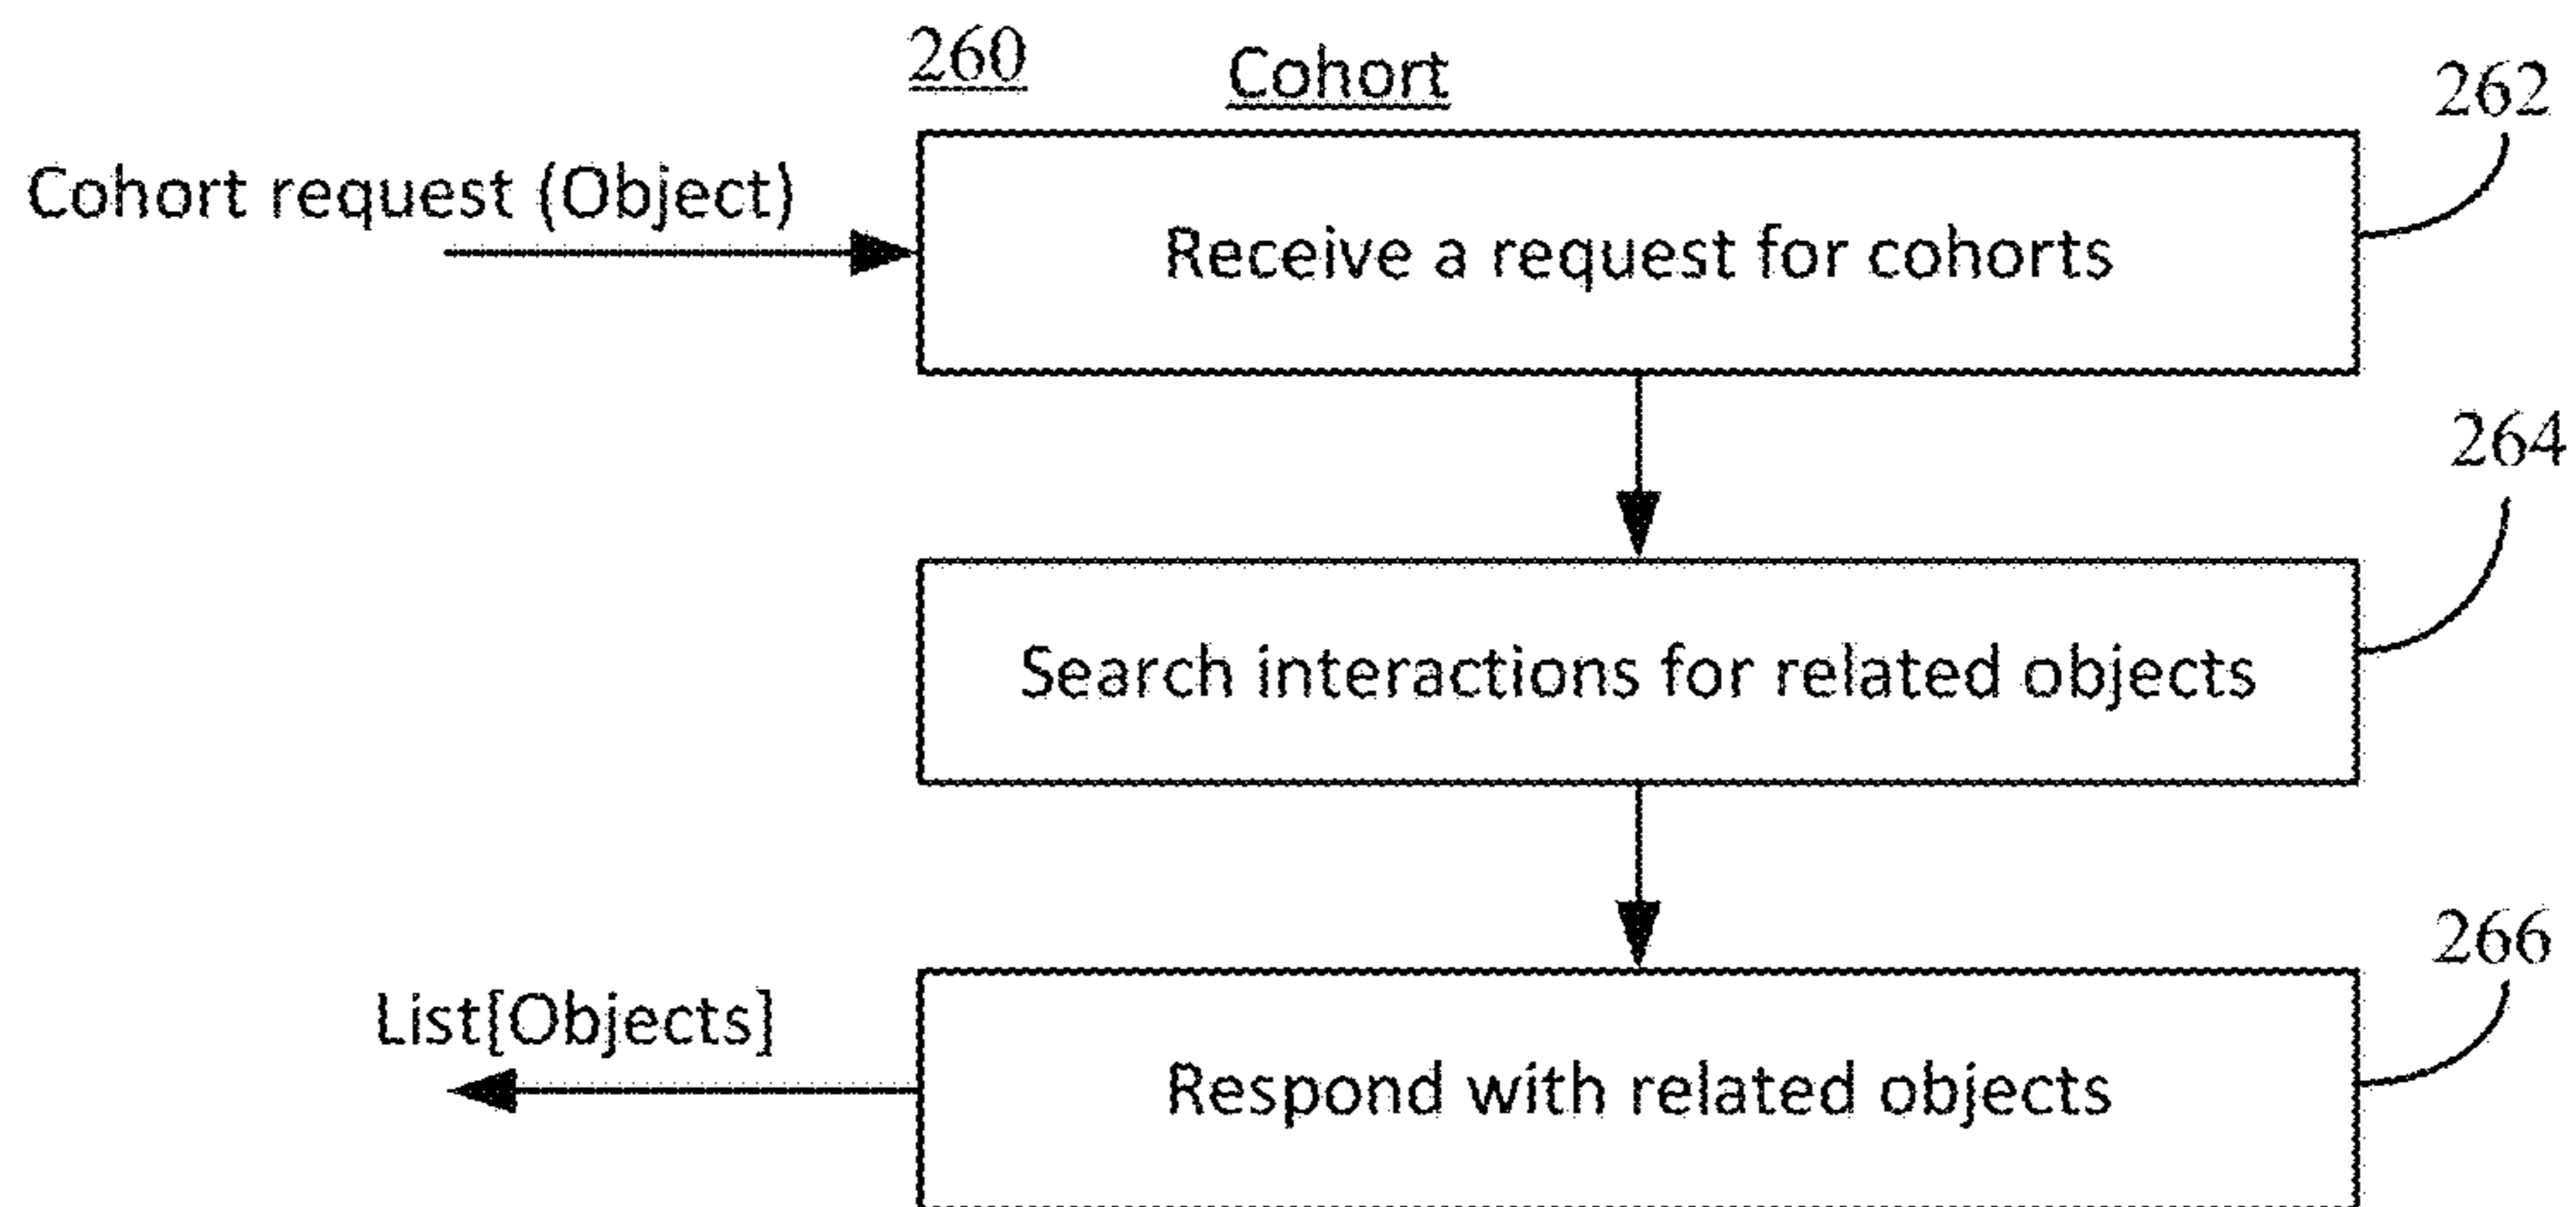 260
Cohort
262
Cohort request (Object)
Receive a request for cohorts
264
Search interactions for related objects
266
List[Objects]
Respond with related objects